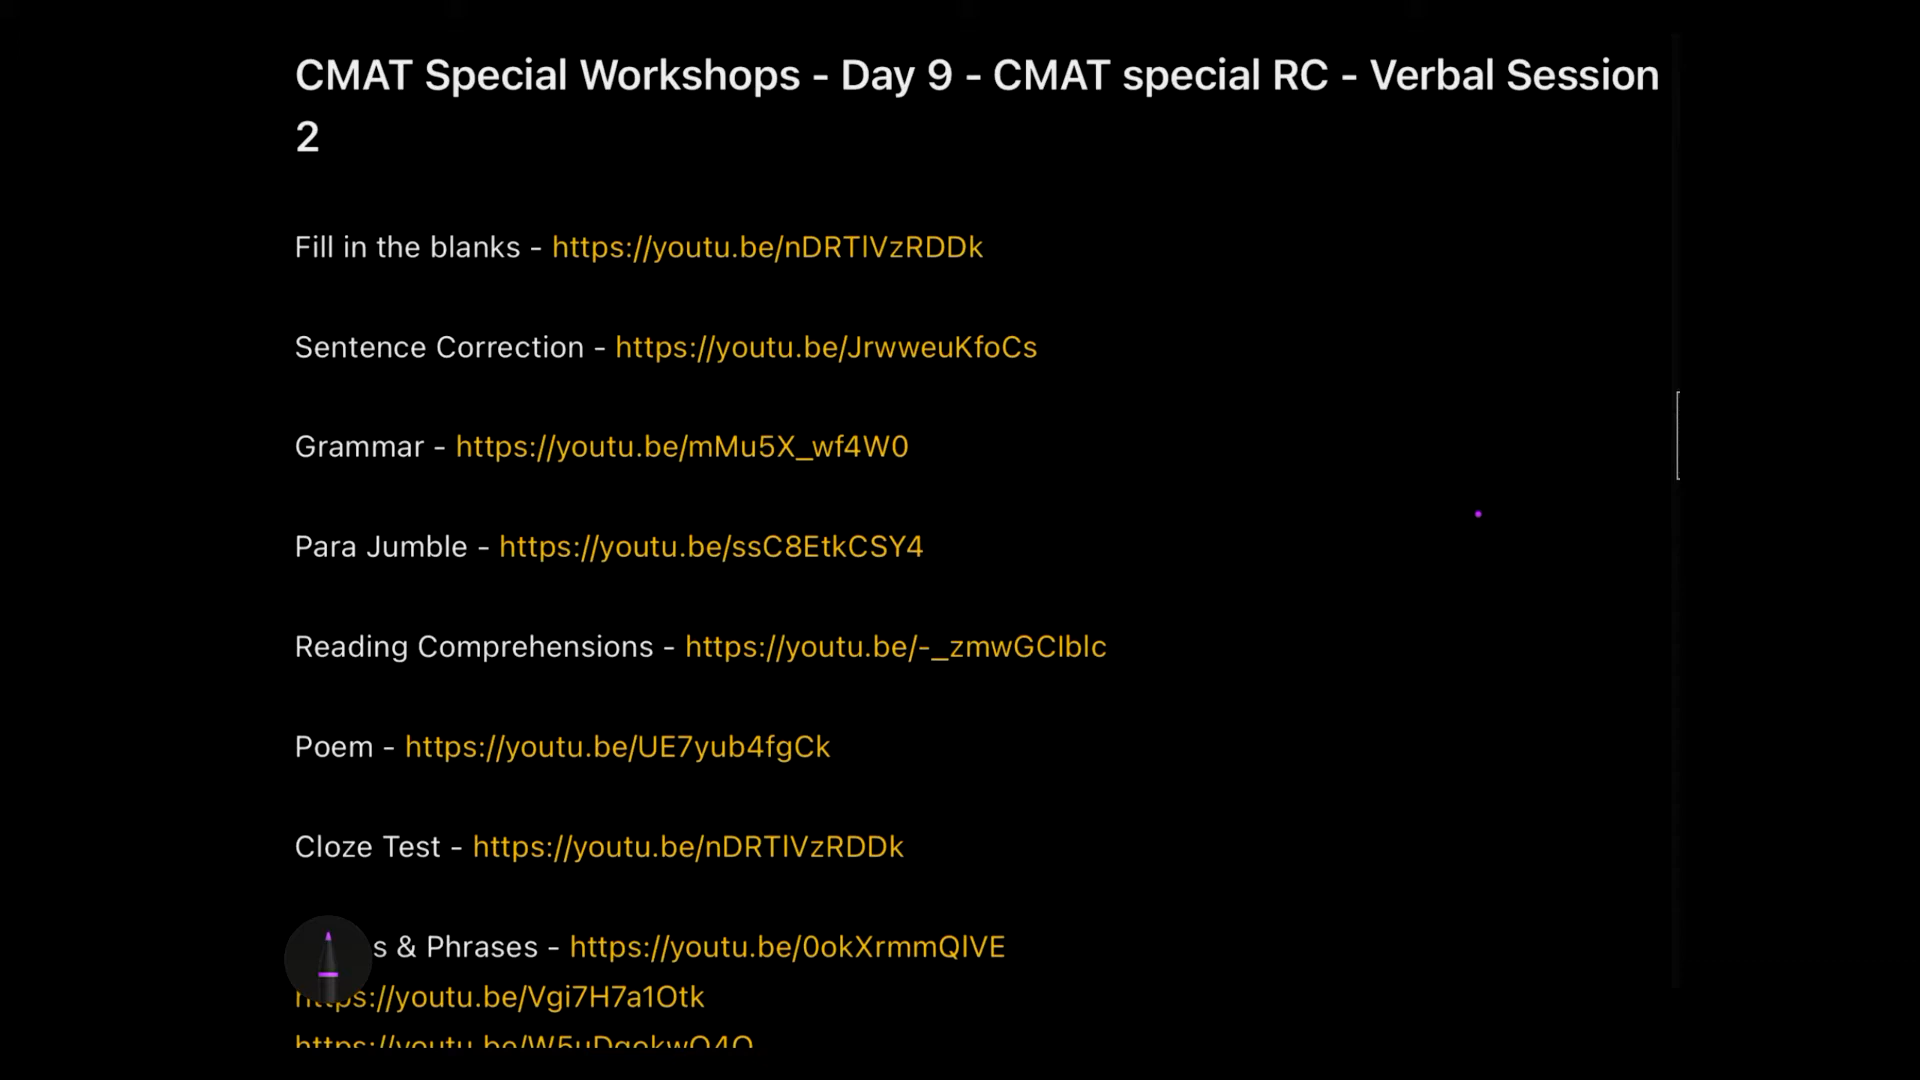 CMAT Special Workshops - Day 9 - CMAT special RC - Verbal Session
2
Fill in the blanks - https://youtu.be/nDRTlVzRDDk
Sentence Correction - https://youtu.be/JrwweuKfoCs
Grammar - https://youtu.be/mMu5X_wf4W0
Para Jumble - https://youtu.be/ssC8EtkCSY4
Reading Comprehensions - https://youtu.be/-_zmwGCIblc
Poem - https://youtu.be/UE7yub4fgCk
Cloze Test - https://youtu.be/nDRTlVzRDDk
s & Phrases - https://youtu.be/0okXrmmQlVE
https://youtu.be/Vgi7H7a1Otk